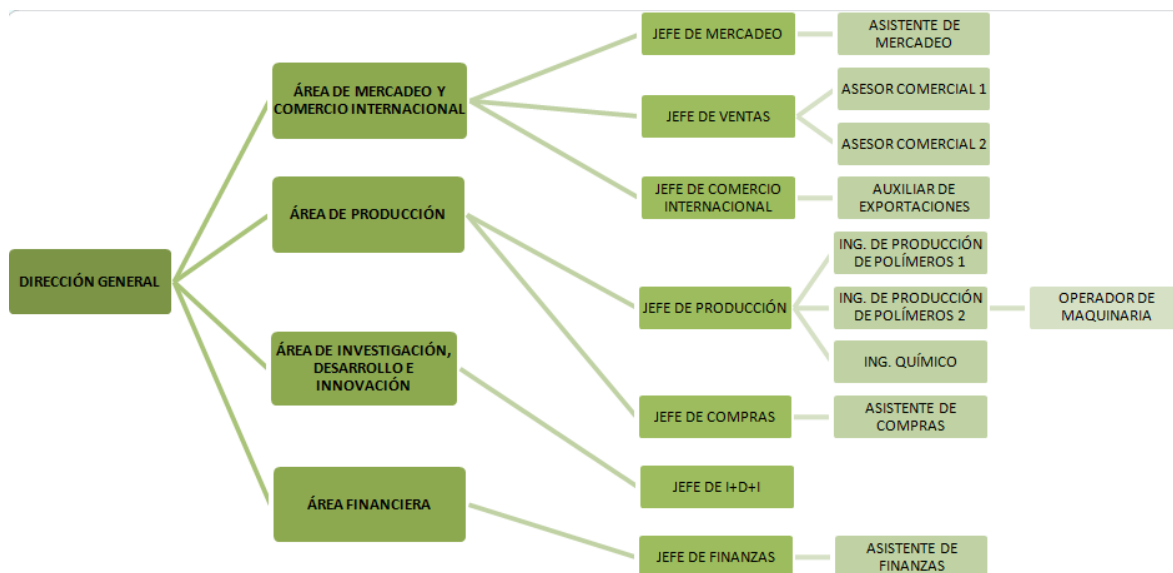 DIRECCIÓN GENERAL
ÁREA DE MERCADEO Y
COMERCIO INTERNACIONAL
ÁREA DE PRODUCCIÓN
ÁREA DE INVESTIGACIÓN,
DESARROLLO E
INNOVACIÓN
ÁREA FINANCIERA
JEFE DE MERCADEO
JEFE DE VENTAS
JEFE DE COMERCIO
INTERNACIONAL
JEFE DE PRODUCCIÓN
JEFE DE COMPRAS
JEFE DE I+D+I
JEFE DE FINANZAS
ASISTENTE DE
MERCADEO
ASESOR COMERCIAL 1
ASESOR COMERCIAL 2
AUXILIAR DE
EXPORTACIONES
ING. DE PRODUCCIÓN
DE POLÍMEROS 1
ING. DE PRODUCCIÓN
DE POLÍMEROS 2
ING. QUÍMICO
ASISTENTE DE
COMPRAS
ASISTENTE DE
FINANZAS
OPERADOR DE
MAQUINARIA